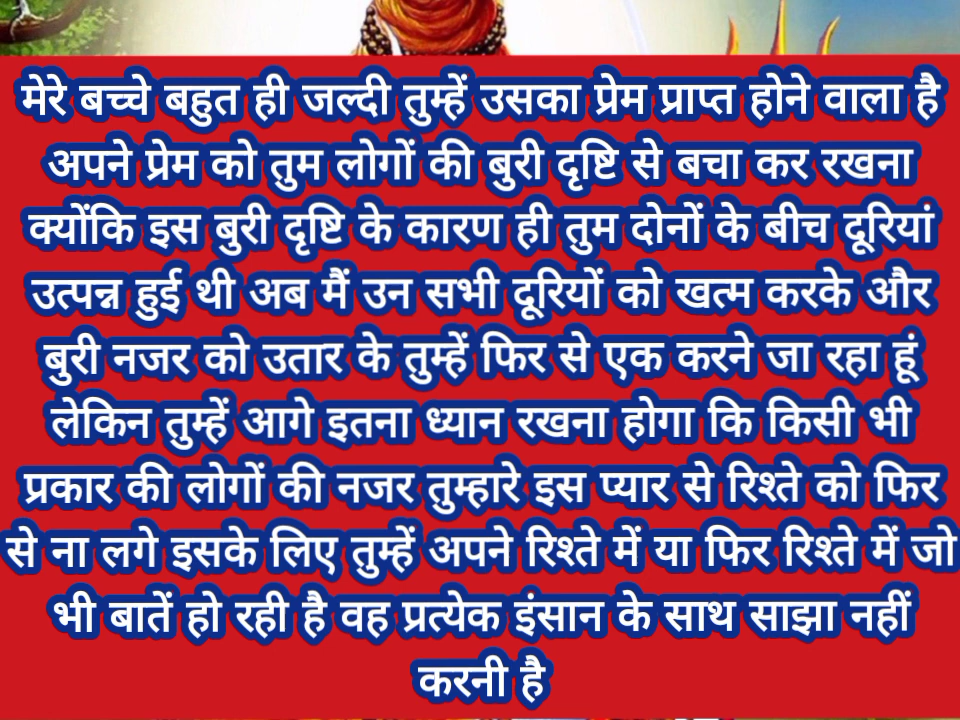 मेरे बच्चे बहुत ही जल्दी तुम्हें उसका प्रेम प्राप्त होने वाला है
अपने प्रेम को तुम लोगों की बुरी दृष्टि से बचा कर रखना
क्योंकि इस बुरी दृष्टि के कारण ही तुम दोनों के बीच दूरियां
उत्पन्न हुई थी अब मैं उन सभी दूरियों को खत्म करके और
बुरी नजर को उतार के तुम्हें फिर से एक करने जा रहा हूं
लेकिन तुम्हें आगे इतना ध्यान रखना होगा कि किसी भी
प्रकार की लोगों की नजर तुम्हारे इस प्यार से रिश्ते को फिर
से ना लगे इसके लिए तुम्हें अपने रिश्ते में या फिर रिश्ते में जो
भी बातें हो रही है वह प्रत्येक इंसान के साथ साझा नहीं
करनी है